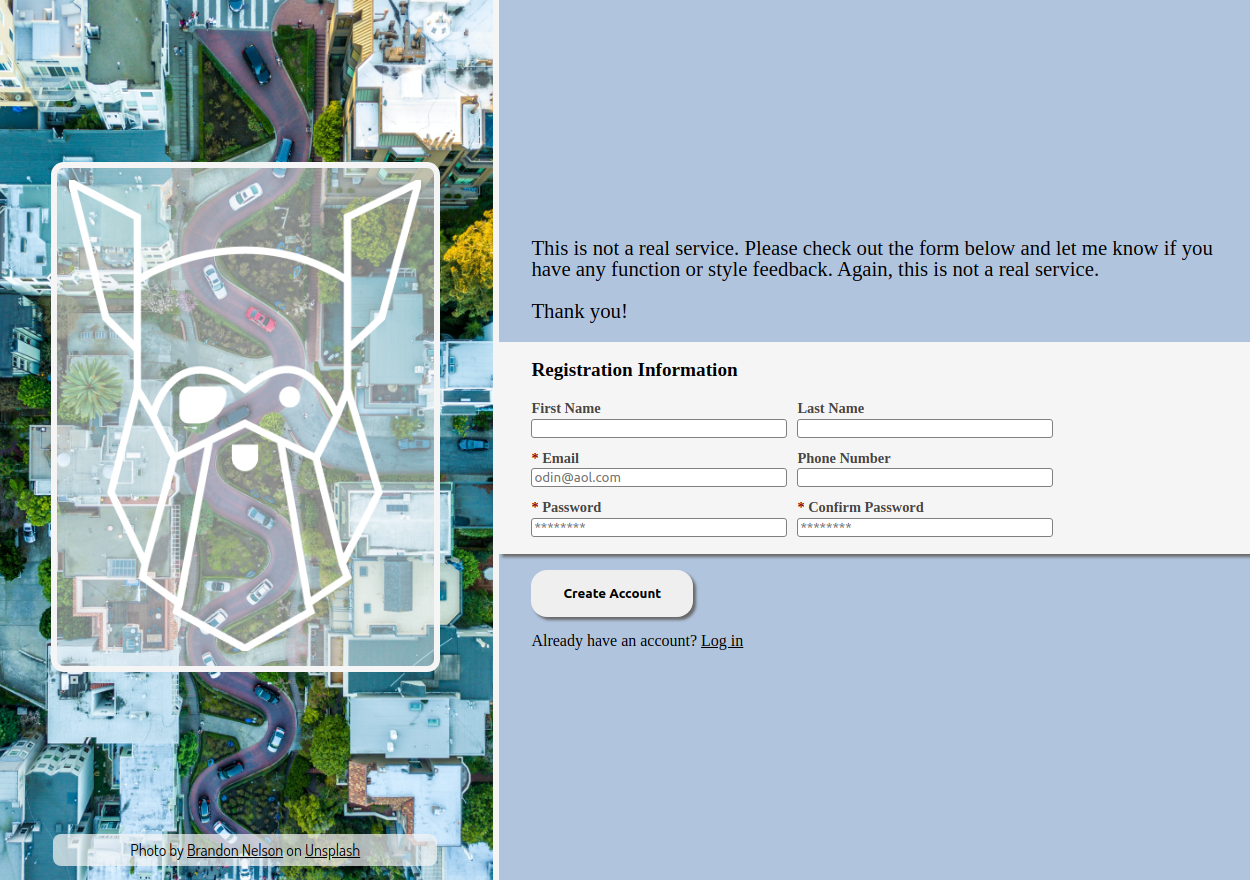 This is not a real service. Please check out the form below and let me know if you
have any function or style feedback. Again, this is not a real service.
Thank you!
Registration Information
First Name
Last Name
* Email
Phone Number
odin@aol.com
* Password
* Confirm Password
********
********
Create Account
Already have an account? Log in
Photo by Brandon Nelson on Unsplash